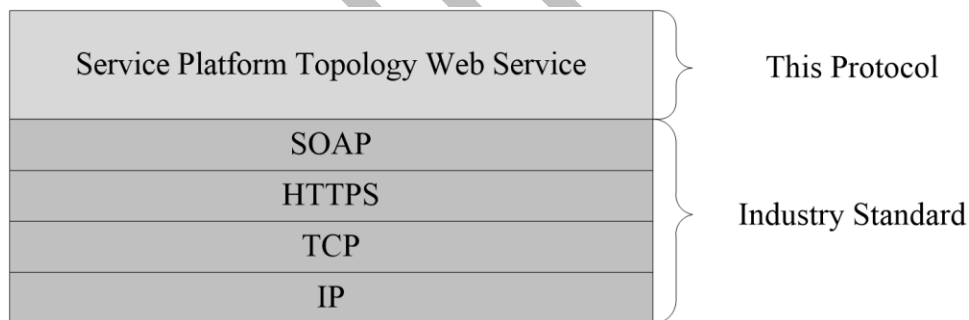 Service Platform Topology Web Service
This Protocol
SOAP
HTTPS
TCP
IP
Industry Standard